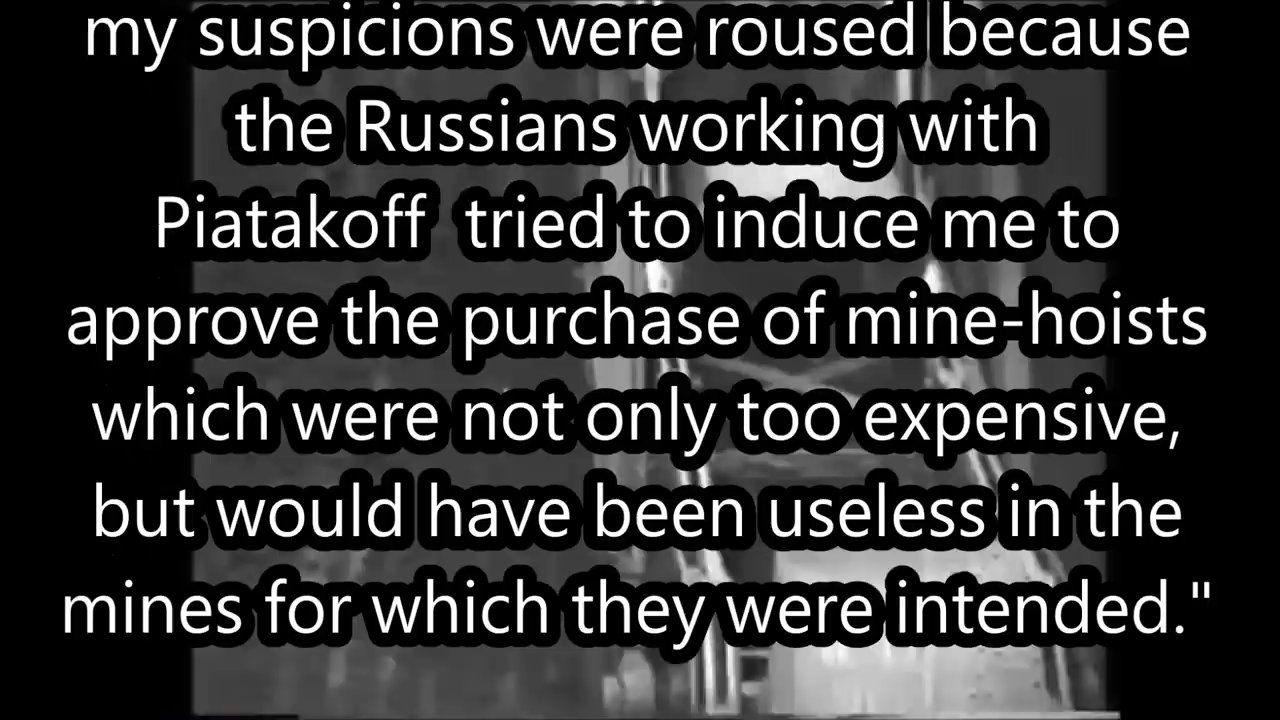 my suspicions were roused because
the Russians working with
Piatakoff  tried to induce me to
approve the purchase of mine-hoists
which were not only too expensive,
but would have been useless in the
mines for which they were intended."